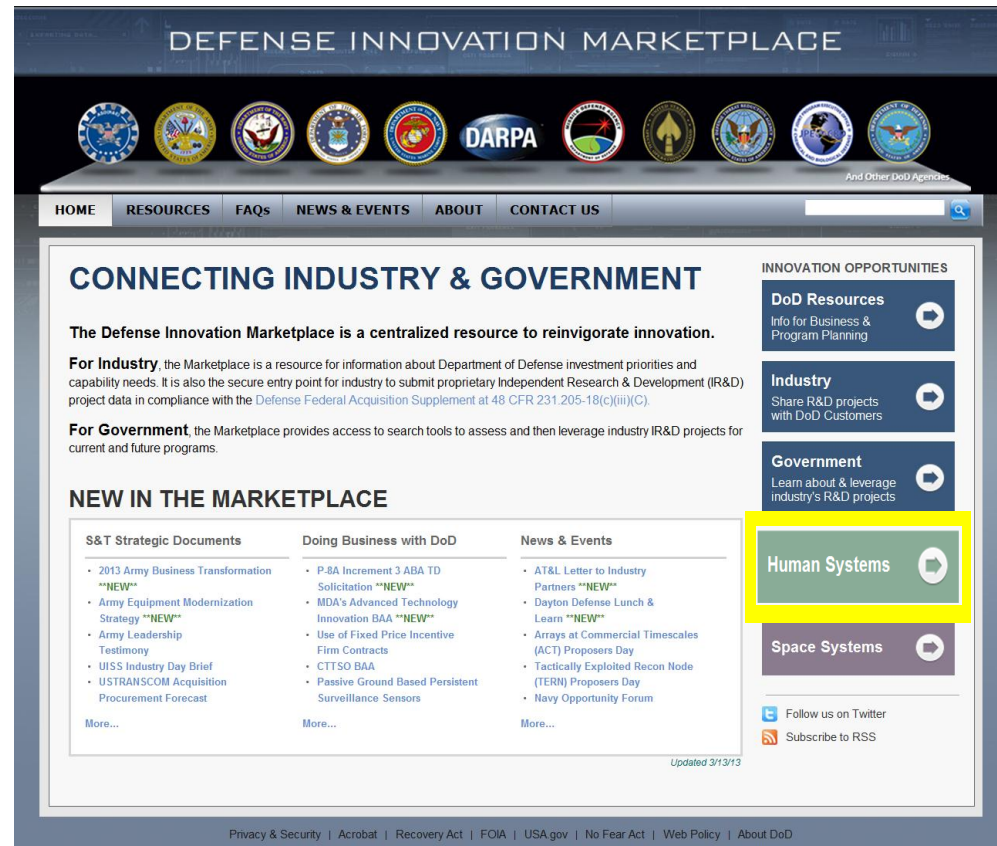 DEFENSE INNOVATION MARKETPLACE
DARPA
And Other DoD Agencies
HOME RESOURCES FAQs NEWS & EVENTS ABOUT CONTACT US
CONNECTING INDUSTRY & GOVERNMENT
The Defense Innovation Marketplace is a centralized resource to reinvigorate innovation.
For Industry, the Marketplace is a resource for information about Department of Defense investment priorities and
capability needs. It is also the secure entry point for industry to submit proprietary Independent Research & Development (IR&D)
project data in compliance with the Defense Federal Acquisition Supplement at 48 CFR 231.205-18(c)(iii)(C).
For Government, the Marketplace provides access to search tools to assess and then leverage industry IR&D projects for
current and future programs.
NEW IN THE MARKETPLACE
S&T Strategic Documents
• 2013 Army Business Transformation
**NEW**
• Army Equipment Modernization
Strategy **NEW**
• Army Leadership
Testimony
• UISS Industry Day Brief
• USTRANSCOM Acquisition
Procurement Forecast
More...
Doing Business with DoD
• P-8A Increment 3 ABA TD
Solicitation **NEW**
• MDA's Advanced Technology
Innovation BAA **NEW**
• Use of Fixed Price Incentive
Firm Contracts
• CTTSO BAA
• Passive Ground Based Persistent
Surveillance Sensors
More...
News & Events
• AT&L Letter to Industry
Partners **NEW**
• Dayton Defense Lunch &
Learn **NEW**
• Arrays at Commercial Timescales
(ACT) Proposers Day
• Tactically Exploited Recon Node
(TERN) Proposers Day
• Navy Opportunity Forum
More...
Updated 3/13/13
INNOVATION OPPORTUNITIES
DoD Resources
Info for Business &
Program Planning
Industry
Share R&D projects
with DoD Customers
Government
Learn about & leverage
industry's R&D projects
Human Systems
Space Systems
Follow us on Twitter
Subscribe to RSS
Privacy & Security | Acrobat | Recovery Act | FOIA | USA.gov | No Fear Act | Web Policy | About DoD